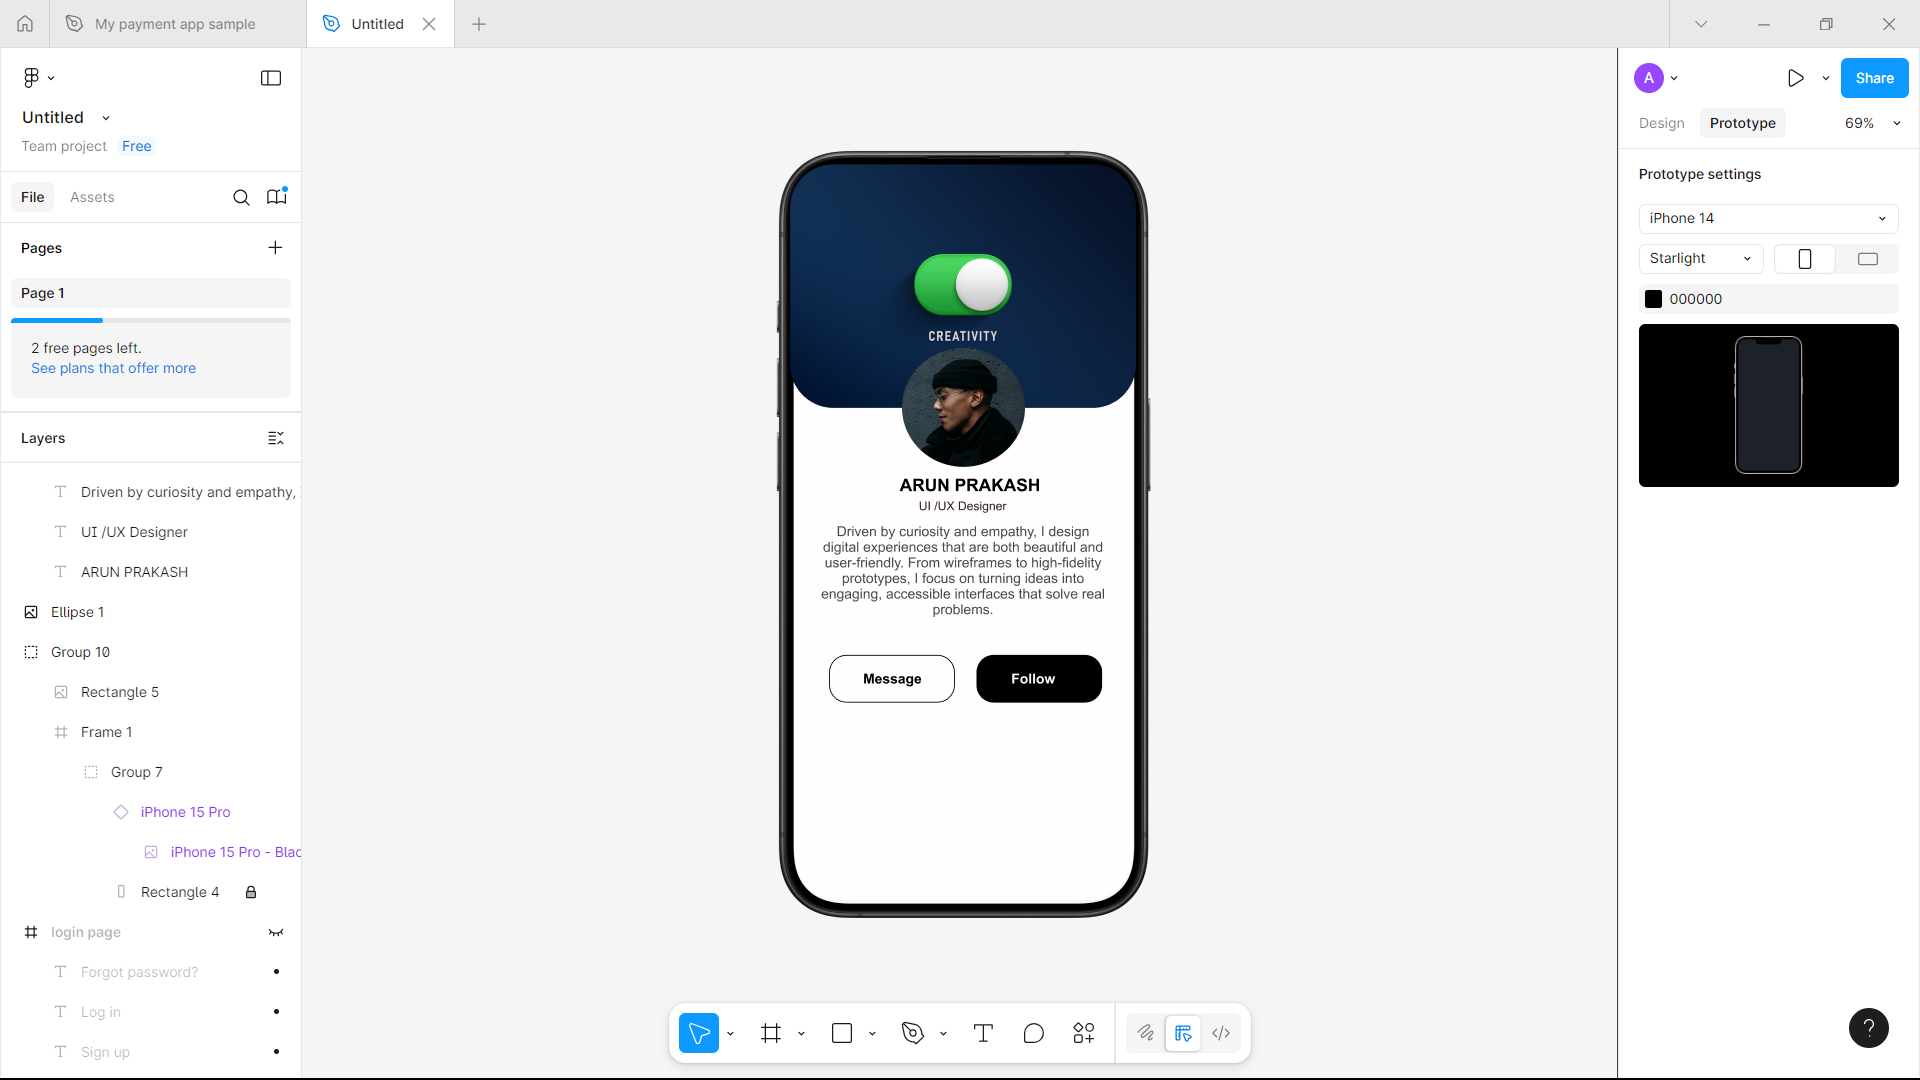 My payment app sample
Untitled
Untitled
Team project Free
File Assets
Pages
Page 1
2 free pages left.
See plans that offer more
Layers
Driven by curiosity and empathy,
UI /UX Designer
ARUN PRAKASH
Ellipse 1
Group 10
Rectangle 5
Frame 1
Group 7
iPhone 15 Pro
iPhone 15 Pro - Blac
Rectangle 4
login page
Forgot password?
Log in
Sign up
CREATIVITY
ARUN PRAKASH
UI /UX Designer
Driven by curiosity and empathy, I design
digital experiences that are both beautiful and
user-friendly. From wireframes to high-fidelity
prototypes, I focus on turning ideas into
engaging, accessible interfaces that solve real
problems.
Message Follow
A Share
Design Prototype 69%
Prototype settings
iPhone 14
Starlight
000000
?